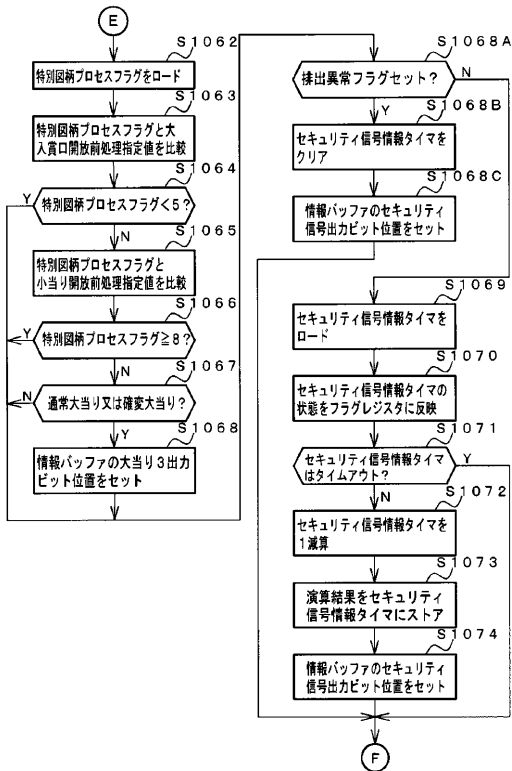 E
S1062
特別図柄プロセスフラグをロード
S1063
特別図柄プロセスフラグと大
入賞口開放前処理指定値を比較
S1064
特別図柄プロセスフラグ<5?
Y
N
S1065
特別図柄プロセスフラグと
小当り開放前処理指定値を比較
S1066
特別図柄プロセスフラグ≧8?
Y
N
S1067
通常大当り又は確変大当り?
N
Y
S1068
情報バッファの大当り3出力
ビット位置をセット
S1068A
排出異常フラグセット?
N
Y
S1068B
セキュリティ信号情報タイマを
クリア
S1068C
情報バッファのセキュリティ
信号出力ビット位置をセット
S1069
セキュリティ信号情報タイマを
ロード
S1070
セキュリティ信号情報タイマの
状態をフラグレジスタに反映
S1071
セキュリティ信号情報タイマ
はタイムアウト?
Y
N
S1072
セキュリティ信号情報タイマを
1減算
S1073
演算結果をセキュリティ
信号情報タイマにストア
S1074
情報バッファのセキュリティ
信号出力ビット位置をセット
F